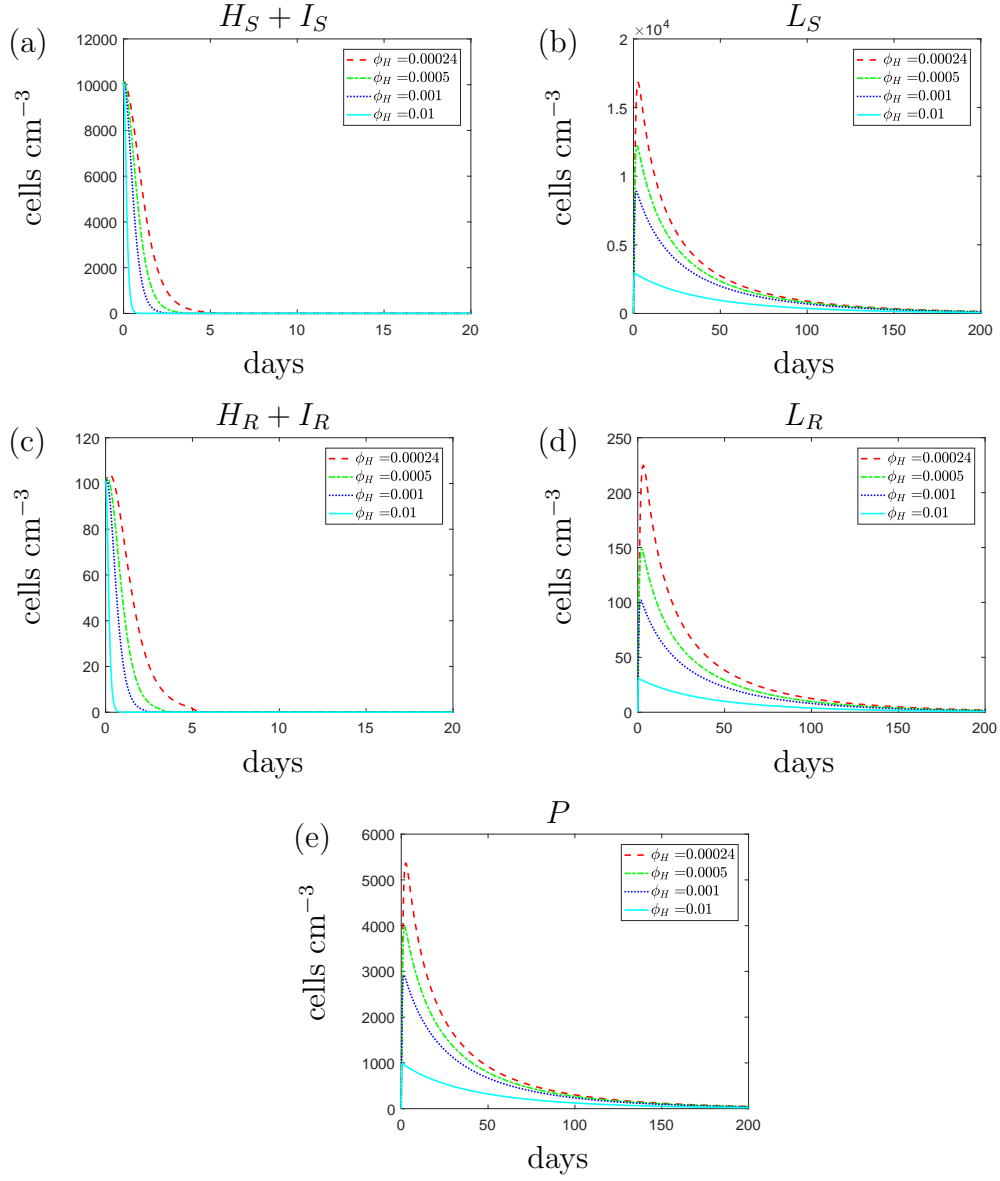 (a)
H_S + I_S
12000
10000
8000
6000
4000
2000
0
cells cm⁻³
0 5 10 15 20
days
ϕ_H =0.00024
ϕ_H =0.0005
ϕ_H =0.001
ϕ_H =0.01
(b)
L_S
×10⁴
2
1.5
1
0.5
0
cells cm⁻³
0 50 100 150 200
days
ϕ_H =0.00024
ϕ_H =0.0005
ϕ_H =0.001
ϕ_H =0.01
(c)
H_R + I_R
120
100
80
60
40
20
0
cells cm⁻³
0 5 10 15 20
days
ϕ_H =0.00024
ϕ_H =0.0005
ϕ_H =0.001
ϕ_H =0.01
(d)
L_R
250
200
150
100
50
0
cells cm⁻³
0 50 100 150 200
days
ϕ_H =0.00024
ϕ_H =0.0005
ϕ_H =0.001
ϕ_H =0.01
(e)
P
6000
5000
4000
3000
2000
1000
0
cells cm⁻³
0 50 100 150 200
days
ϕ_H =0.00024
ϕ_H =0.0005
ϕ_H =0.001
ϕ_H =0.01